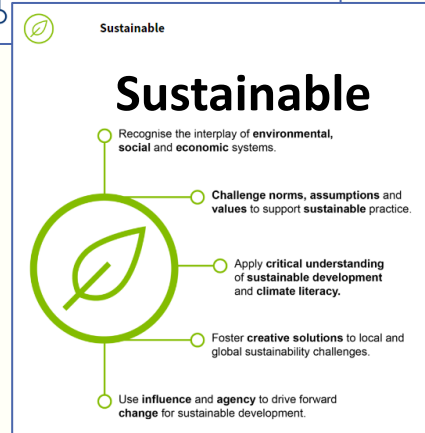 Sustainable
Sustainable
Recognise the interplay of environmental,
social and economic systems.
Challenge norms, assumptions and
values to support sustainable practice.
Apply critical understanding
of sustainable development
and climate literacy.
Foster creative solutions to local and
global sustainability challenges.
Use influence and agency to drive forward
change for sustainable development.